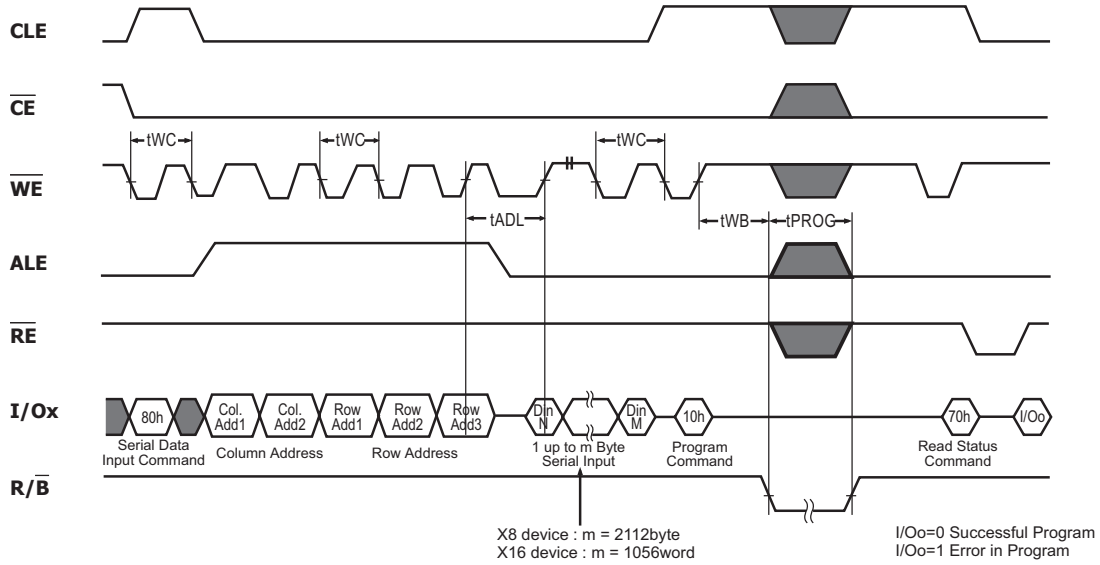 CLE
CE
tWC
tWC
tWC
WE
tADL
tWB
tPROG
ALE
RE
I/Ox
80h
Col.
Add1
Col.
Add2
Row
Add1
Row
Add2
Row
Add3
Din
N
Din
M
10h
70h
I/Oo
Serial Data
Input Command
Column Address
Row Address
1 up to m Byte
Serial Input
Program
Command
Read Status
Command
R/B
X8 device : m = 2112byte
X16 device : m = 1056word
I/Oo=0 Successful Program
I/Oo=1 Error in Program